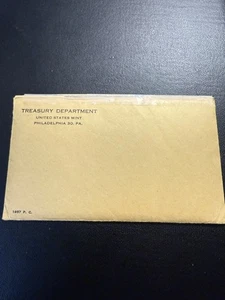 TREASURY DEPARTMENT
UNITED STATES MINT
PHILADELPHIA 30, PA.
1957 P. C.